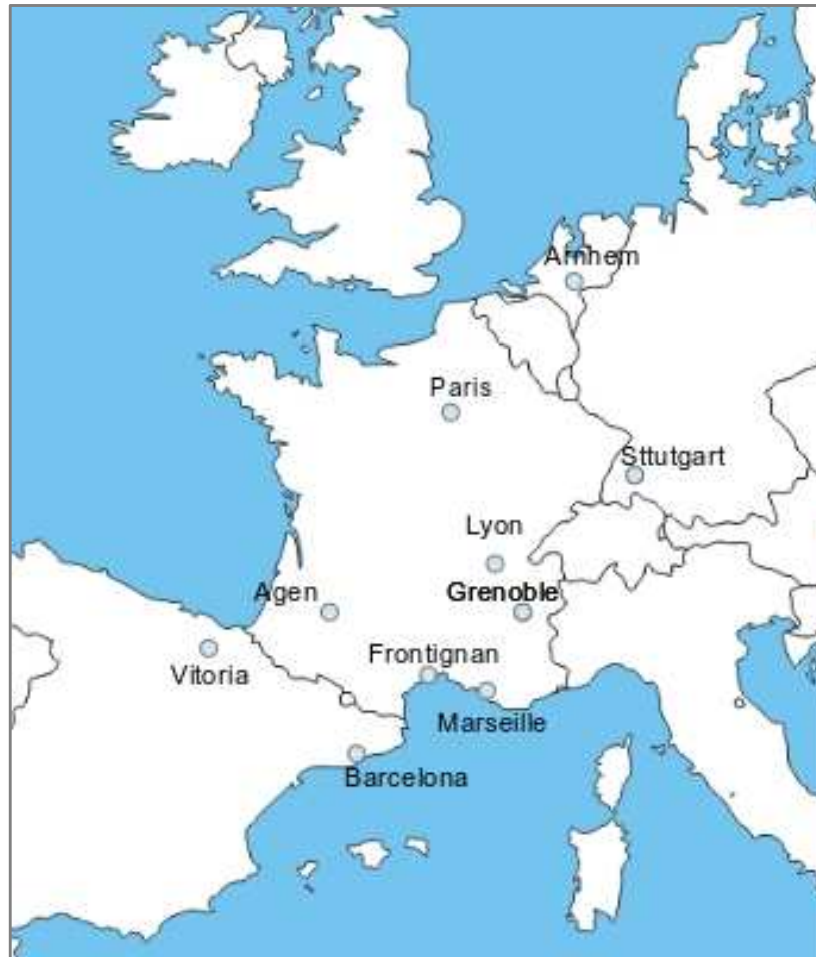 Arnhem
Paris
Sttutgart
Lyon
Agen
Grenoble
Frontignan
Vitoria
Marseille
Barcelona